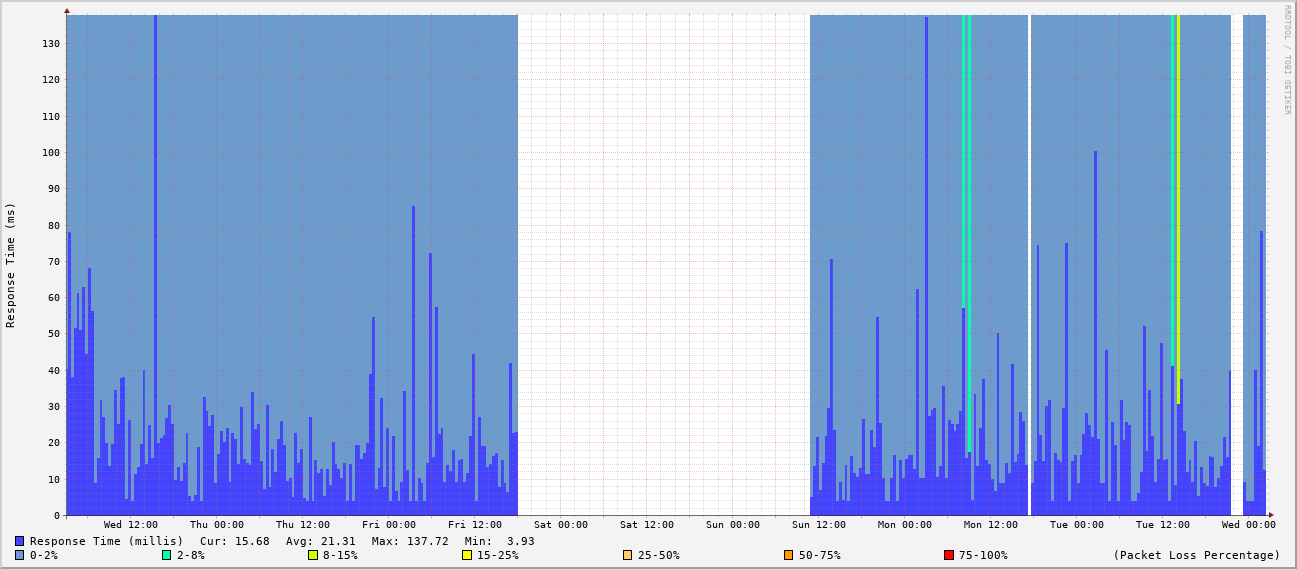 RRDTOOL / TOBI OETIKER
Response Time (ms)
130
120
110
100
90
80
70
60
50
40
30
20
10
0
Wed 12:00 Thu 00:00 Thu 12:00 Fri 00:00 Fri 12:00 Sat 00:00 Sat 12:00 Sun 00:00 Sun 12:00 Mon 00:00 Mon 12:00 Tue 00:00 Tue 12:00 Wed 00:00
Response Time (millis) Cur: 15.68 Avg: 21.31 Max: 137.72 Min: 3.93
0-2% 2-8% 8-15% 15-25% 25-50% 50-75% 75-100% (Packet Loss Percentage)